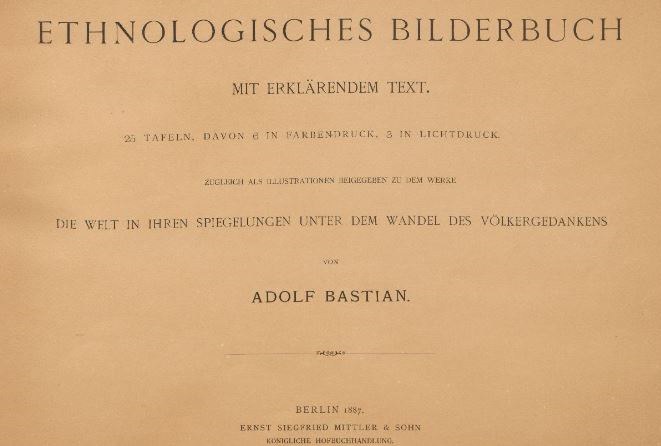 ETHNOLOGISCHES BILDERBUCH
MIT ERKLÄRENDEM TEXT.
25 TAFELN, DAVON 6 IN FARBENDRUCK, 3 IN LICHTDRUCK.
ZUGLEICH ALS ILLUSTRATIONEN BEIGEGEBEN ZU DEM WERKE
DIE WELT IN IHREN SPIEGELUNGEN UNTER DEM WANDEL DES VÖLKERGEDANKENS
VON
ADOLF BASTIAN.
BERLIN 1887.
ERNST SIEGFRIED MITTLER & SOHN
KÖNIGLICHE HOFBUCHHANDLUNG.